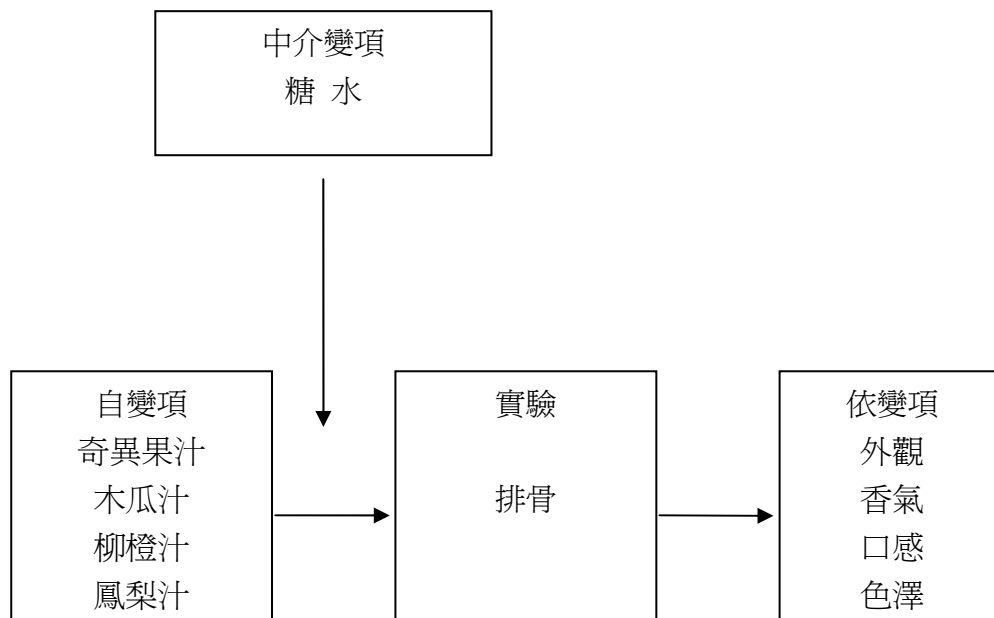 中介變項
糖 水
自變項
奇異果汁
木瓜汁
柳橙汁
鳳梨汁
實驗
排骨
依變項
外觀
香氣
口感
色澤